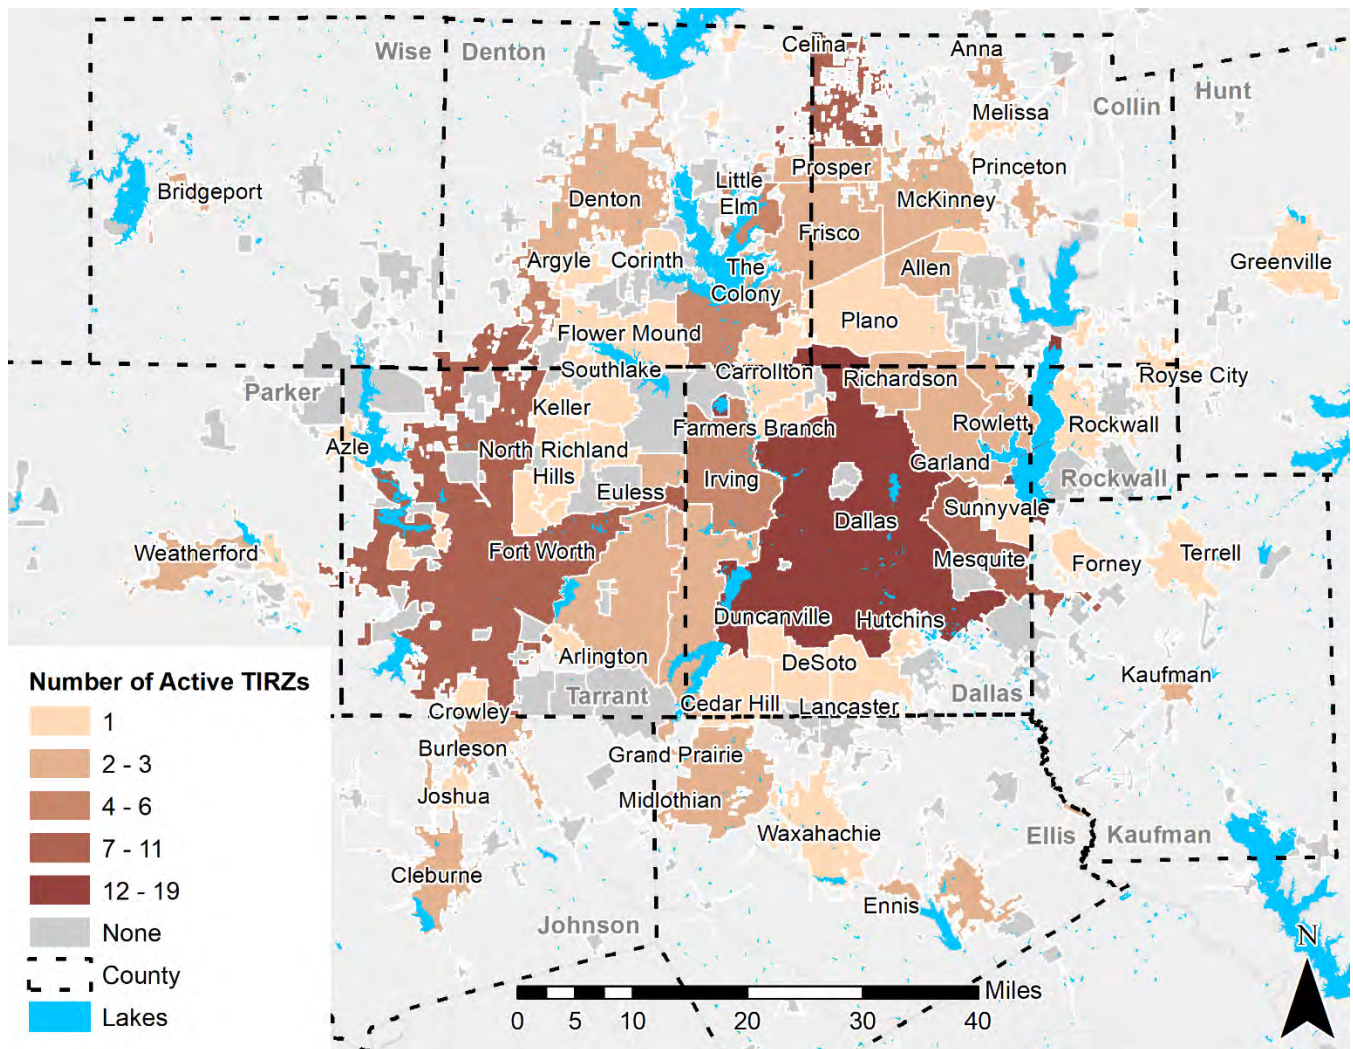 Celina
Anna
Wise
Denton
Hunt
Collin
Melissa
Prosper
Princeton
Bridgeport
Little
Elm
Denton
McKinney
Frisco
Argyle
Corinth
The
Colony
Allen
Greenville
Plano
Flower Mound
Southlake
Carrollton
Richardson
Royse City
Parker
Keller
Farmers Branch
Rowlett
Rockwall
Azle
North Richland
Hills
Irving
Garland
Rockwall
Euless
Sunnyvale
Dallas
Weatherford
Fort Worth
Mesquite
Forney
Terrell
Duncanville
Hutchins
Arlington
DeSoto
Kaufman
Tarrant
Dallas
Cedar Hill
Lancaster
Crowley
Burleson
Grand Prairie
Joshua
Midlothian
Waxahachie
Ellis
Kaufman
Cleburne
Ennis
Johnson
Number of Active TIRZs
1
2 - 3
4 - 6
7 - 11
12 - 19
None
County
Lakes
N
Miles
0 5 10 20 30 40